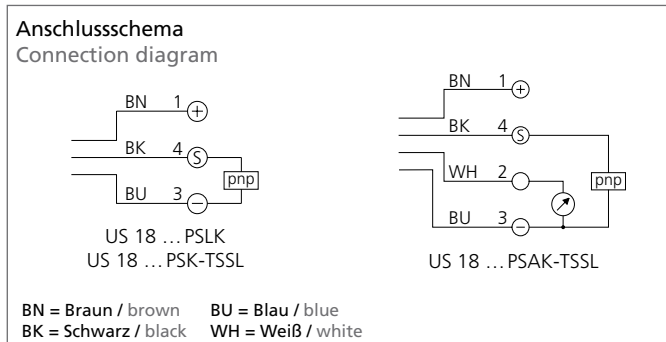 Anschlussschema
Connection diagram
BN 1 +
BK 4 S
pnp
BU 3 −
US 18 ... PSLK
US 18 ... PSK-TSSL
BN 1 +
BK 4 S
WH 2
pnp
BU 3 −
US 18 ... PSAK-TSSL
BN = Braun / brown BU = Blau / blue
BK = Schwarz / black WH = Weiß / white